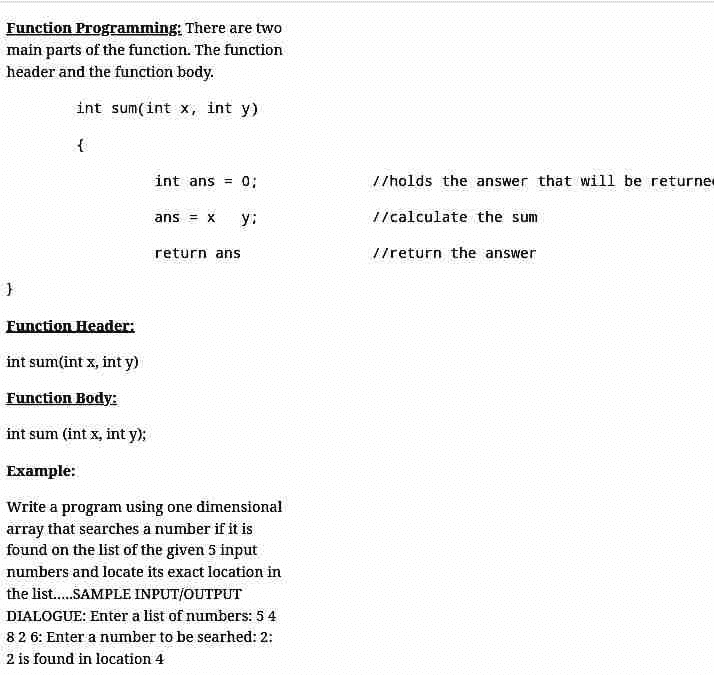 Function Programming: There are two
main parts of the function. The function
header and the function body.
int sum(int x, int y)
{
int ans = 0; //holds the answer that will be returned
ans = x y; //calculate the sum
return ans //return the answer
}
Function Header:
int sum(int x, int y)
Function Body:
int sum (int x, int y);
Example:
Write a program using one dimensional
array that searches a number if it is
found on the list of the given 5 input
numbers and locate its exact location in
the list.....SAMPLE INPUT/OUTPUT
DIALOGUE: Enter a list of numbers: 5 4
8 2 6: Enter a number to be searhed: 2:
2 is found in location 4